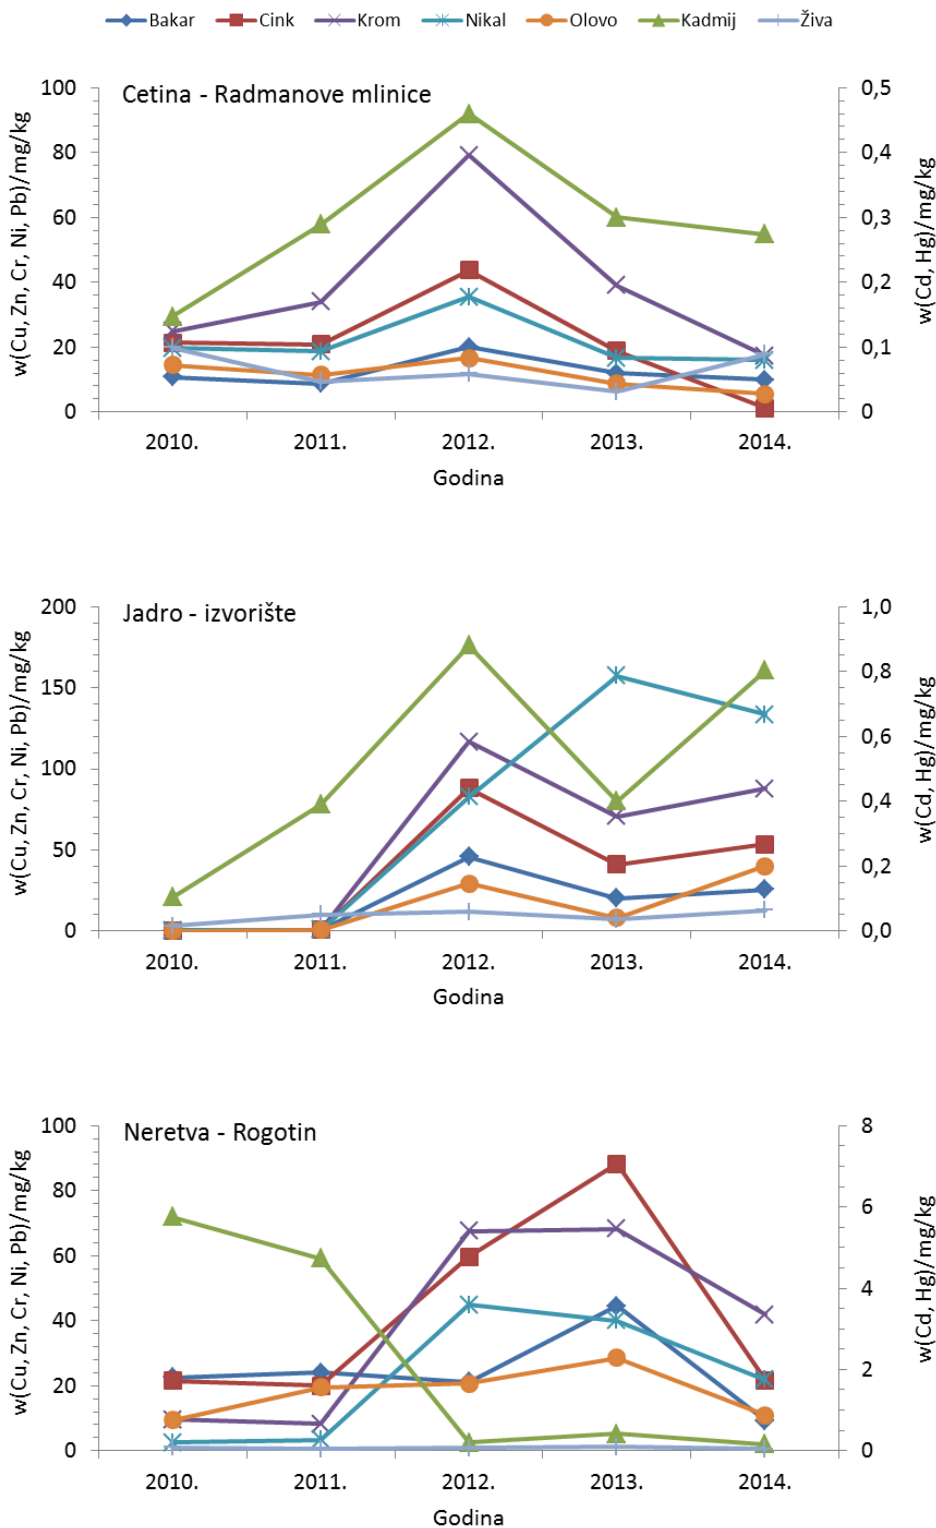 Bakar Cink Krom Nikal Olovo Kadmij Živa
Cetina - Radmanove mlinice
w(Cu, Zn, Cr, Ni, Pb)/mg/kg
100
80
60
40
20
0
0,5
0,4
0,3
0,2
0,1
0
w(Cd, Hg)/mg/kg
2010. 2011. 2012. 2013. 2014.
Godina
Jadro - izvorište
w(Cu, Zn, Cr, Ni, Pb)/mg/kg
200
150
100
50
0
1,0
0,8
0,6
0,4
0,2
0,0
w(Cd, Hg)/mg/kg
2010. 2011. 2012. 2013. 2014.
Godina
Neretva - Rogotin
w(Cu, Zn, Cr, Ni, Pb)/mg/kg
100
80
60
40
20
0
8
6
4
2
0
w(Cd, Hg)/mg/kg
2010. 2011. 2012. 2013. 2014.
Godina